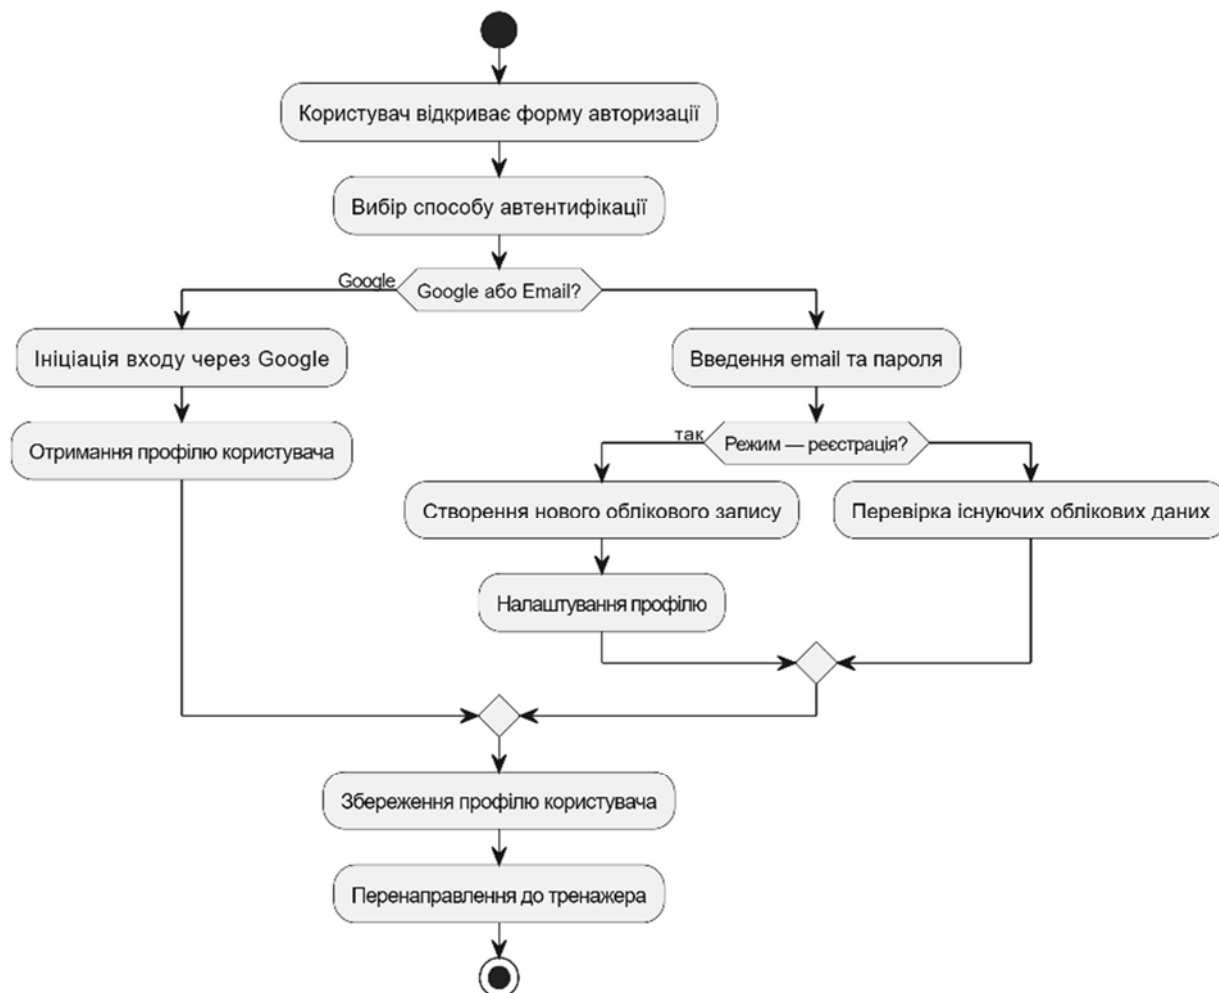 Користувач відкриває форму авторизації
Вибір способу автентифікації
Google
Google або Email?
Ініціація входу через Google
Введення email та пароля
Отримання профілю користувача
так
Режим — реєстрація?
Створення нового облікового запису
Перевірка існуючих облікових даних
Налаштування профілю
Збереження профілю користувача
Перенаправлення до тренажера